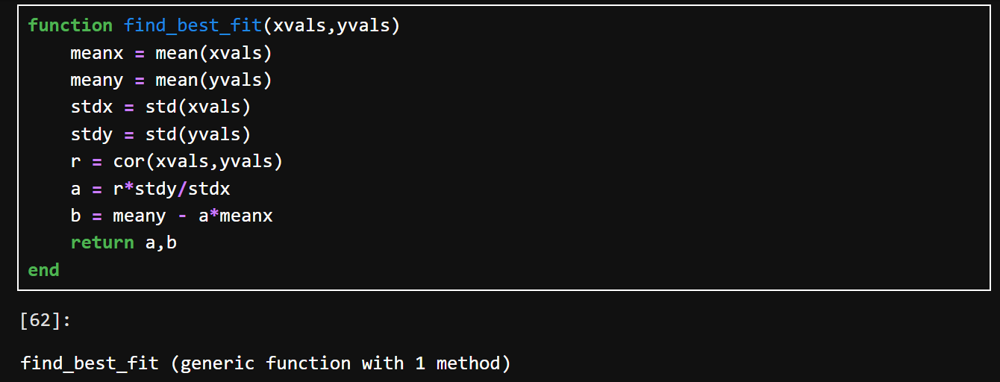 function find_best_fit(xvals,yvals)
    meanx = mean(xvals)
    meany = mean(yvals)
    stdx = std(xvals)
    stdy = std(yvals)
    r = cor(xvals,yvals)
    a = r*stdy/stdx
    b = meany - a*meanx
    return a,b
end
[62]:
find_best_fit (generic function with 1 method)